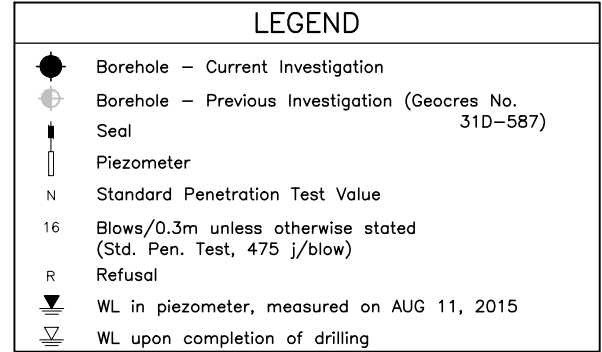 LEGEND
Borehole – Current Investigation
Borehole – Previous Investigation (Geocres No.
31D–587)
Seal
Piezometer
N Standard Penetration Test Value
16 Blows/0.3m unless otherwise stated
(Std. Pen. Test, 475 j/blow)
R Refusal
WL in piezometer, measured on AUG 11, 2015
WL upon completion of drilling